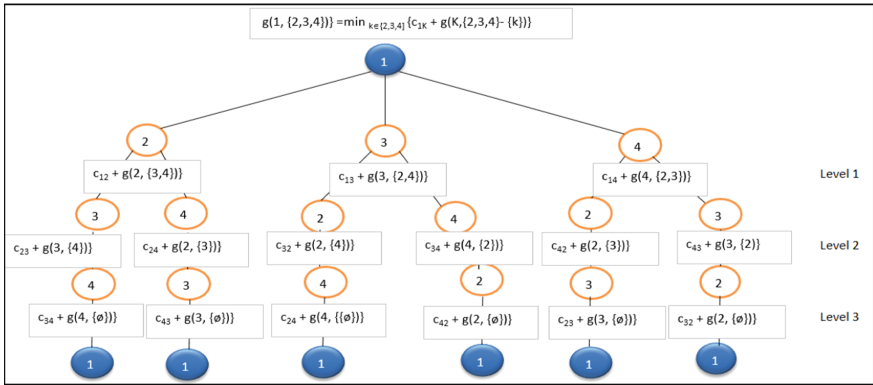 g(1, {2,3,4})} =min k∈{2,3,4] {c1K + g(K,{2,3,4}- {k})}
1
2
3
4
c12 + g(2, {3,4})}
c13 + g(3, {2,4})}
c14 + g(4, {2,3})}
Level 1
3
4
2
4
2
3
c23 + g(3, {4})}
c24 + g(2, {3})}
c32 + g(2, {4})}
c34 + g(4, {2})}
c42 + g(2, {3})}
c43 + g(3, {2}}
Level 2
4
3
4
2
3
2
c34 + g(4, {ø})}
c43 + g(3, {ø})}
c24 + g(4, {{ø})}
c42 + g(2, {ø})}
c23 + g(3, {ø})}
c32 + g(2, {ø})}
Level 3
1
1
1
1
1
1